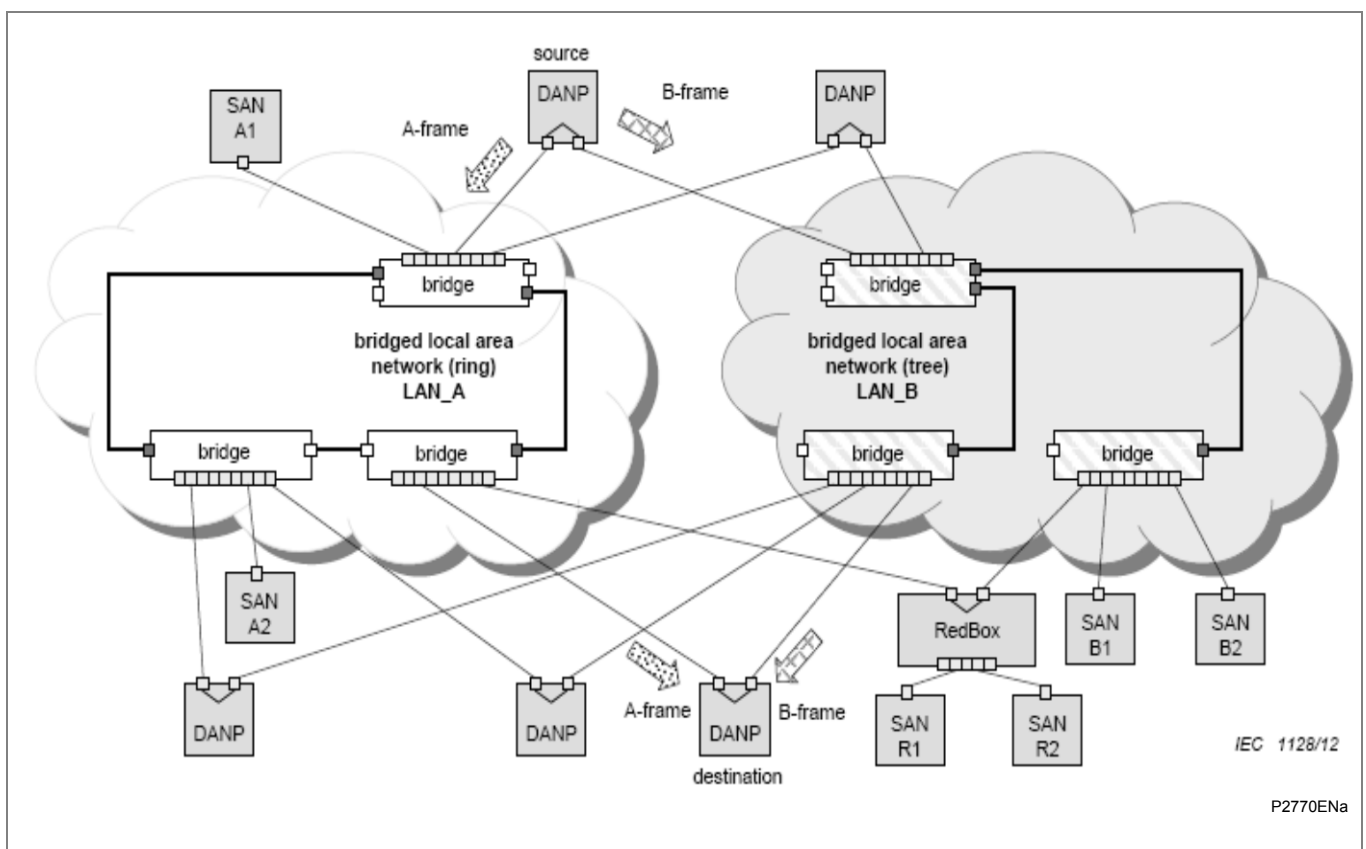 source
DANP
B-frame
DANP
SAN
A1
A-frame
bridge
bridge
bridged local area
network (ring)
LAN_A
bridged local area
network (tree)
LAN_B
bridge
bridge
bridge
bridge
SAN
A2
RedBox
SAN
B1
SAN
B2
DANP
DANP
A-frame
DANP
B-frame
destination
SAN
R1
SAN
R2
IEC 1128/12
P2770ENa